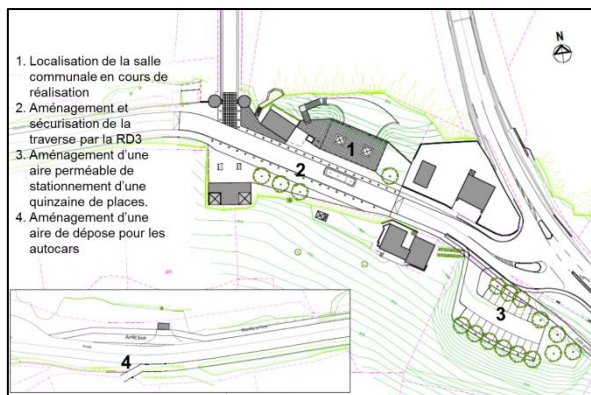 1. Localisation de la salle
communale en cours de
réalisation
2. Aménagement et
sécurisation de la
traverse par la RD3
3. Aménagement d'une
aire perméable de
stationnement d'une
quinzaine de places.
4. Aménagement d'une
aire de dépose pour les
autocars
N
1
2
3
4